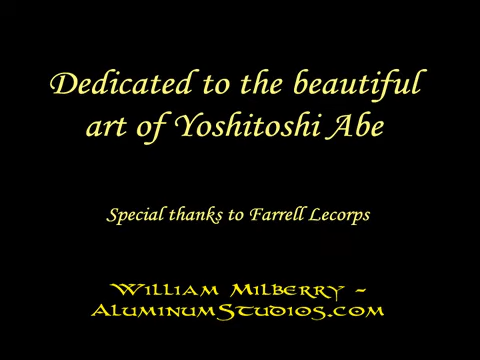 Dedicated to the beautiful
art of Yoshitoshi Abe
Special thanks to Farrell Lecorps
William Milberry -
AluminumStudios.com